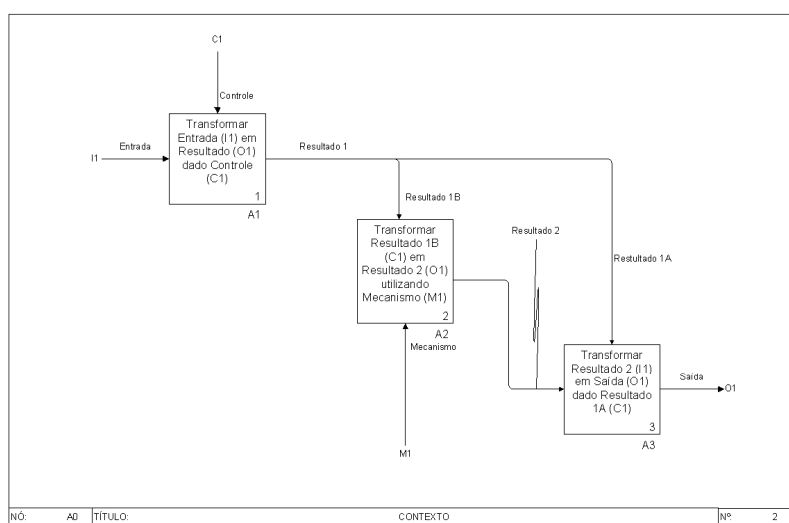 C1
Controle
Transformar
Entrada (I1) em
Resultado (O1)
dado Controle
(C1)
1
A1
I1
Entrada
Resultado 1
Resultado 1B
Transformar
Resultado 1B
(C1) em
Resultado 2 (O1)
utilizando
Mecanismo (M1)
2
A2
Mecanismo
M1
Resultado 2
Restultado 1A
Transformar
Resultado 2 (I1)
em Saída (O1)
dado Resultado
1A (C1)
3
A3
Saída
O1
NÓ: A0 TÍTULO: CONTEXTO Nº: 2